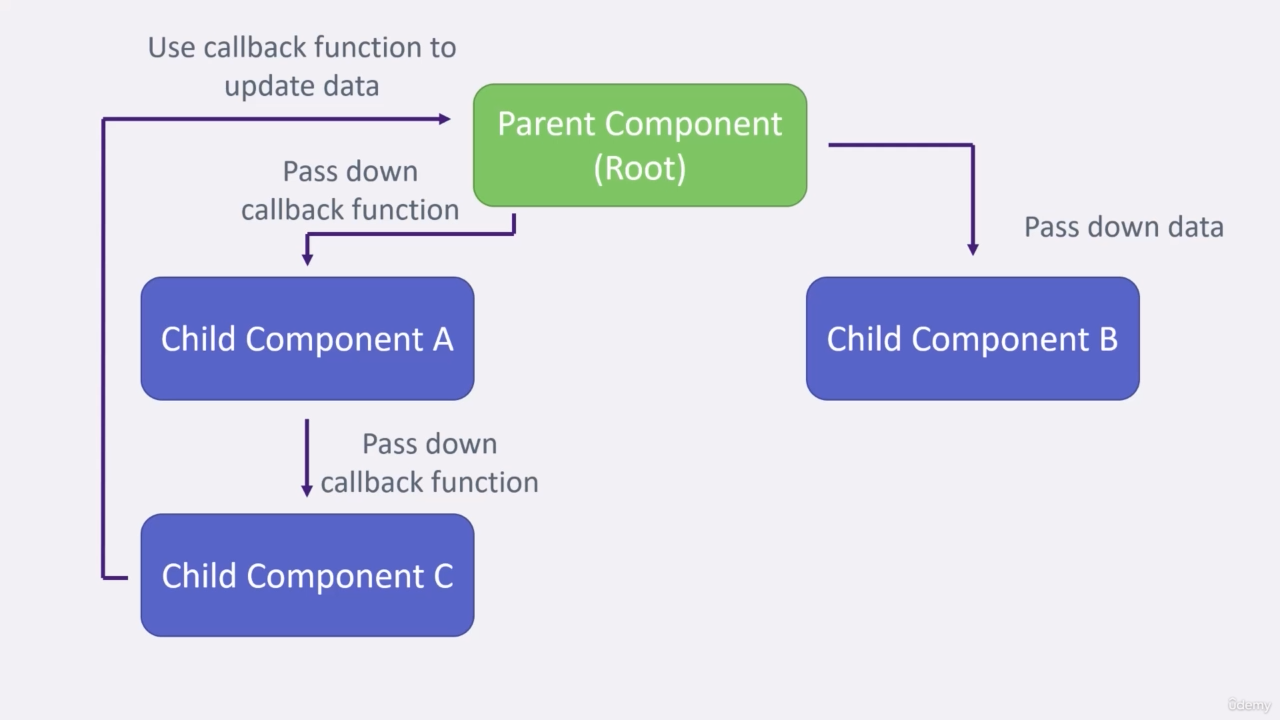 Use callback function to
update data
Parent Component
(Root)
Pass down
callback function
Pass down data
Child Component A
Child Component B
Pass down
callback function
Child Component C
ûdemy